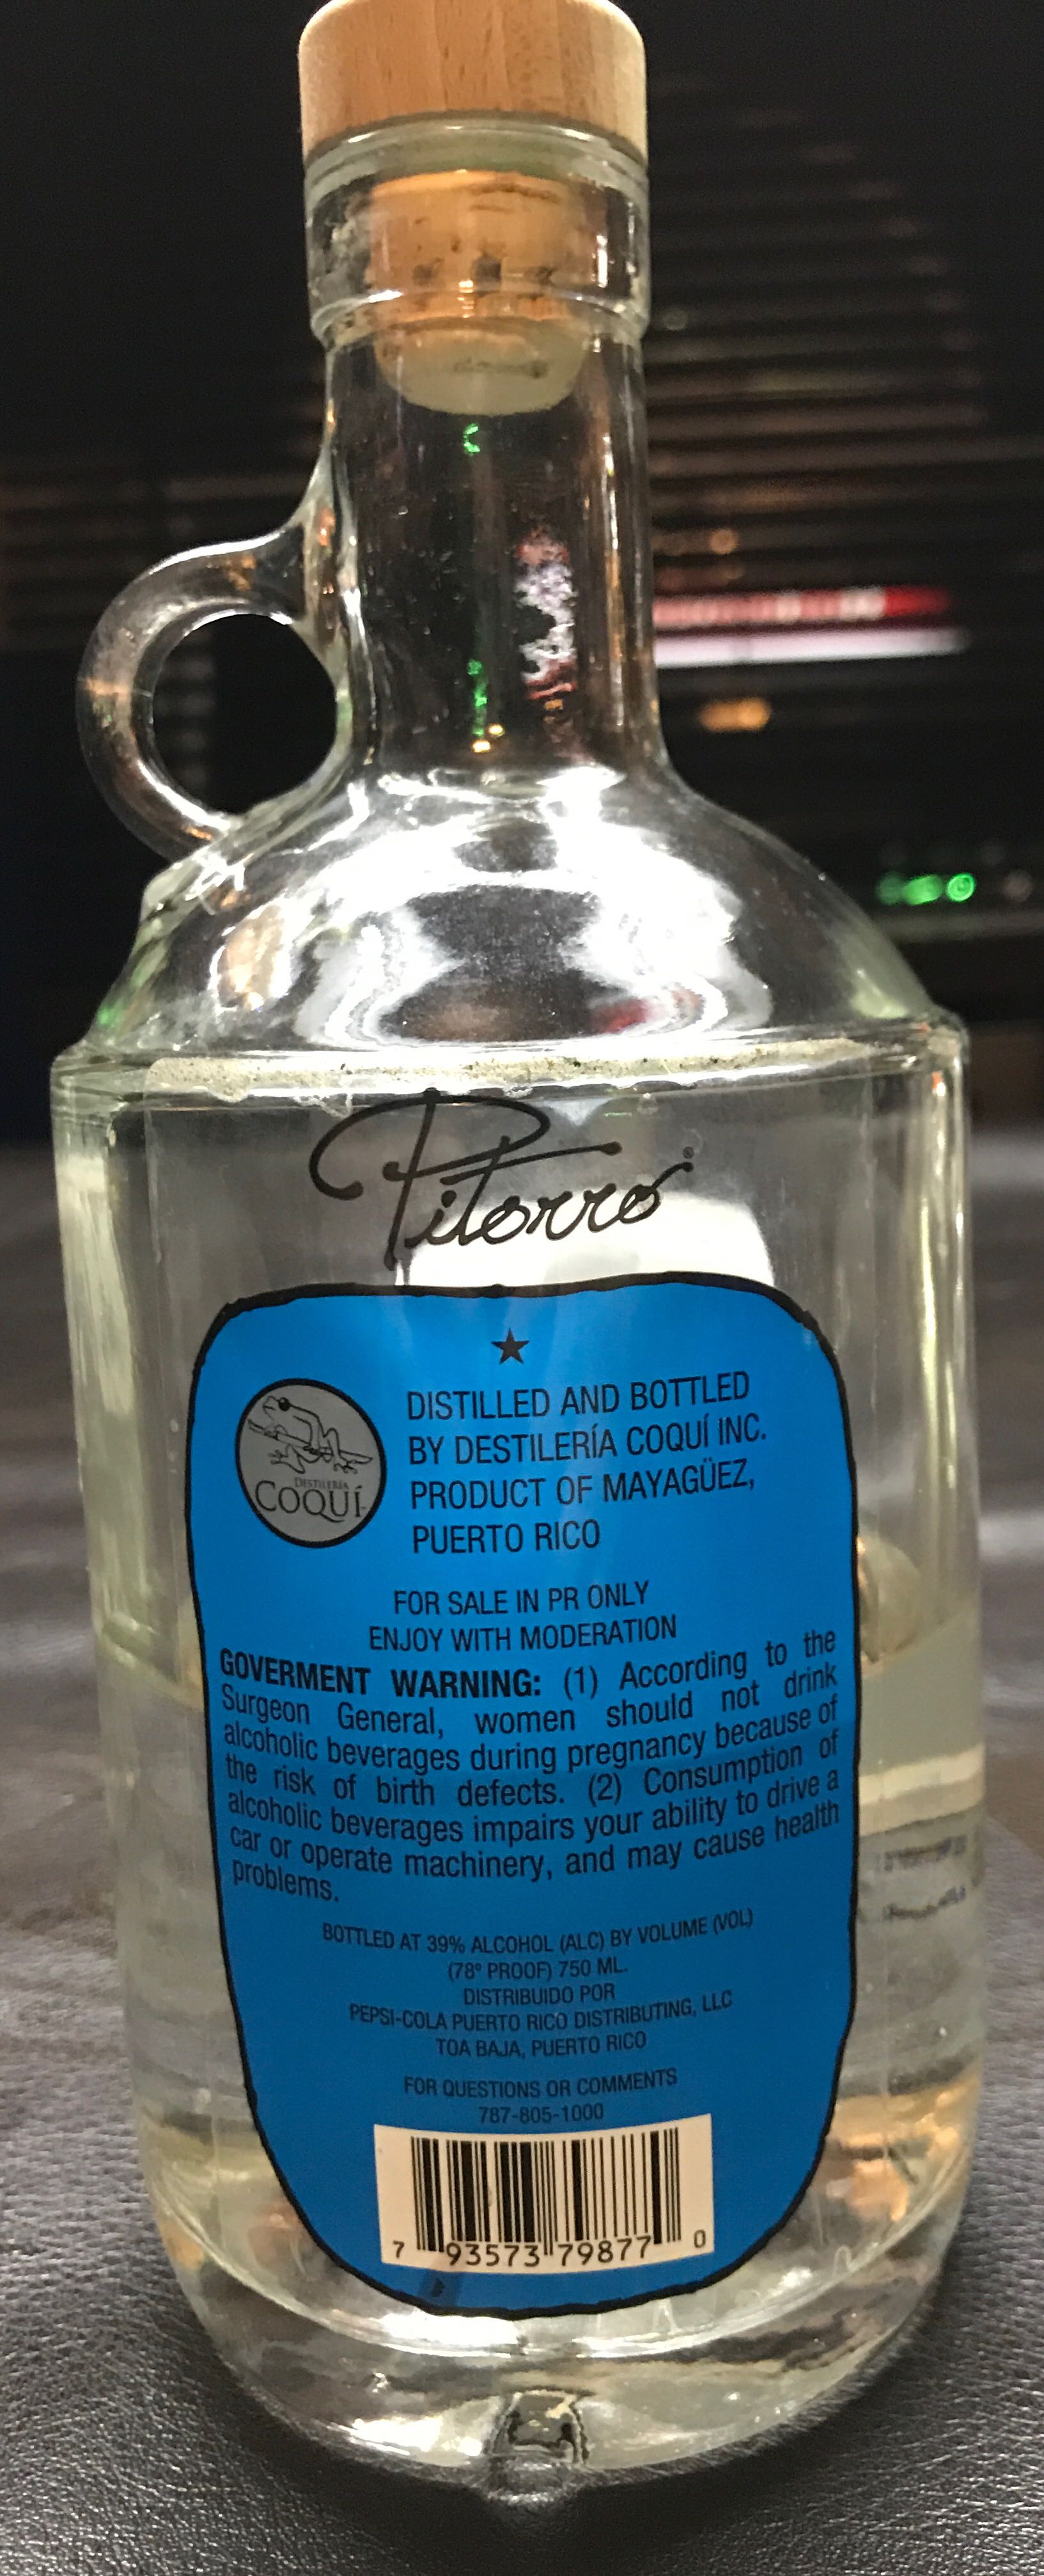 Pitorro®
DISTILLED AND BOTTLED
BY DESTILERÍA COQUÍ INC.
PRODUCT OF MAYAGÜEZ,
PUERTO RICO
DESTILERÍA
COQUÍ
FOR SALE IN PR ONLY
ENJOY WITH MODERATION
GOVERMENT WARNING: (1) According to the
Surgeon General, women should not drink
alcoholic beverages during pregnancy because of
the risk of birth defects. (2) Consumption of
alcoholic beverages impairs your ability to drive a
car or operate machinery, and may cause health
problems.
BOTTLED AT 39% ALCOHOL (ALC) BY VOLUME (VOL)
(78º PROOF) 750 ML.
DISTRIBUIDO POR
PEPSI-COLA PUERTO RICO DISTRIBUTING, LLC
TOA BAJA, PUERTO RICO
FOR QUESTIONS OR COMMENTS
787-805-1000
7 93573 79877 0